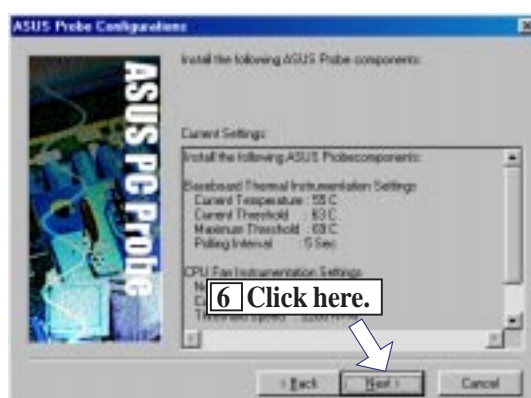 ASUS Probe Configurations
Install the following ASUS Probe components:
ASUS PC Probe
Current Settings:
Install the following ASUS Probecomponents:
Baseboard Thermal Instrumentation Settings
Current Temperature : 55 C
Current Threshold : 63 C
Maximum Threshold : 69 C
Polling Interval : 5 Sec
CPU Fan Instrumentation Settings
6 Click here.
< Back
Next >
Cancel